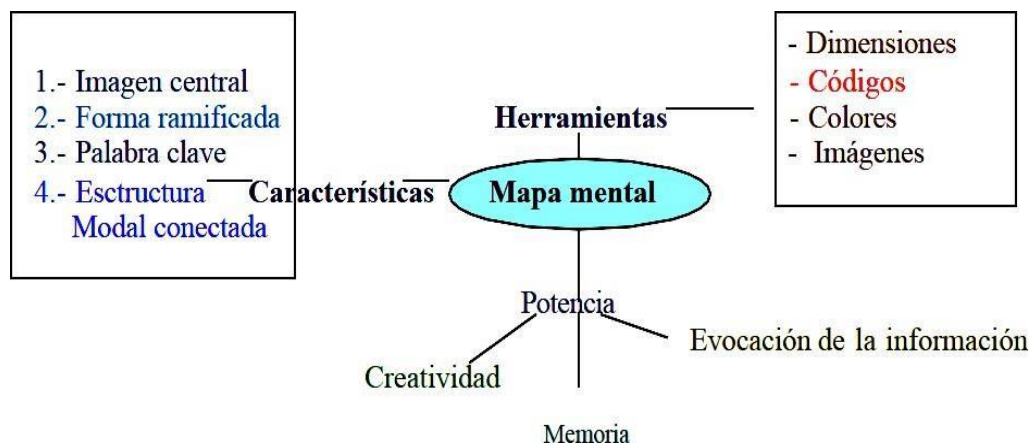 1.- Imagen central
2.- Forma ramificada
3.- Palabra clave
4.- Esctructura
Modal conectada
Características
Mapa mental
Herramientas
- Dimensiones
- Códigos
- Colores
- Imágenes
Potencia
Creatividad
Evocación de la información
Memoria